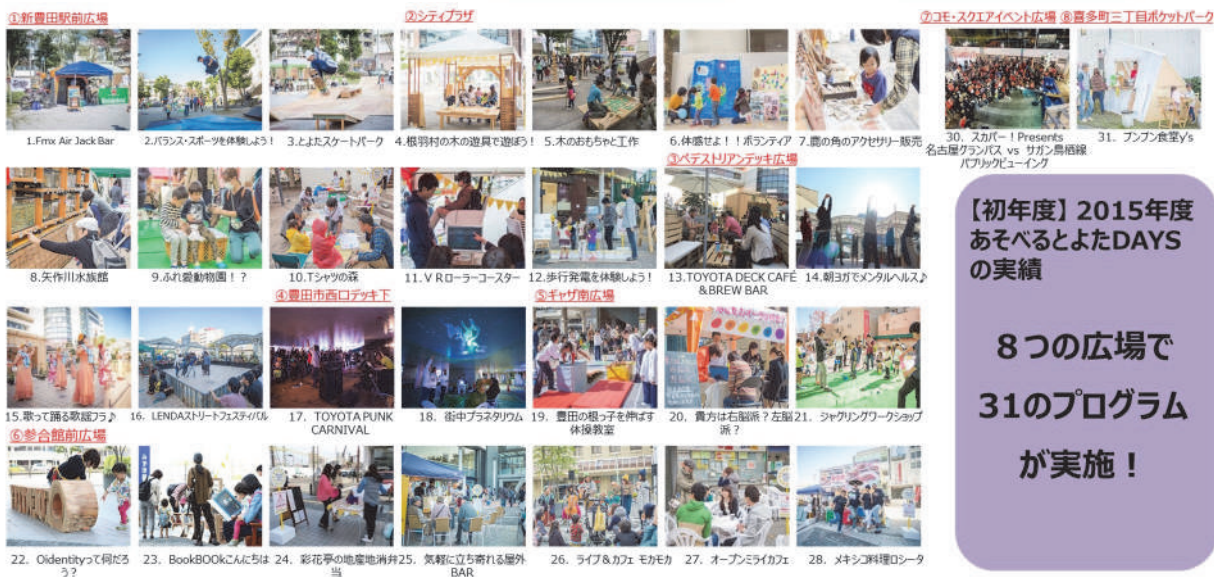 ①新豊田駅前広場
②シティプラザ
⑦コモ・スクエアイベント広場 ⑧喜多町三丁目ポケットパーク
1.Fmx Air Jack Bar
2.バランス・スポーツを体験しよう！
3.とよたスケートパーク
4.根羽村の木の遊具で遊ぼう！
5.木のおもちゃと工作
6.体感せよ！！ボランティア
7.鹿の角のアクセサリー販売
30. スカパー！Presents
名古屋グランパス vs サガン鳥栖線
パブリックビューイング
31. ブンブン食堂y's
③ペデストリアンデッキ広場
8.矢作川水族館
9.ふれ愛動物園！？
10.Tシャツの森
11.ＶＲローラーコースター
12.歩行発電を体験しよう！
13.TOYOTA DECK CAFÉ
＆BREW BAR
14.朝ヨガでメンタルヘルス♪
④豊田市西口デッキ下
⑤ギャザ南広場
15.歌って踊る歌謡フラ♪
16. LENDAストリートフェスティバル
17. TOYOTA PUNK
CARNIVAL
18. 街中プラネタリウム
19. 豊田の根っ子を伸ばす
体操教室
20. 貴方は右脳派？左脳
派？
21. ジャグリングワークショップ
⑥参合館前広場
22. Oidentityって何だろ
う？
23. BookBOOkこんにちは
24. 彩花亭の地産地消弁
当
25. 気軽に立ち寄れる屋外
BAR
26. ライブ＆カフェ モカモカ
27. オープンミライカフェ
28. メキシコ料理ロシータ
【初年度】2015年度
あそべるとよたDAYS
の実績
８つの広場で
31のプログラム
が実施！